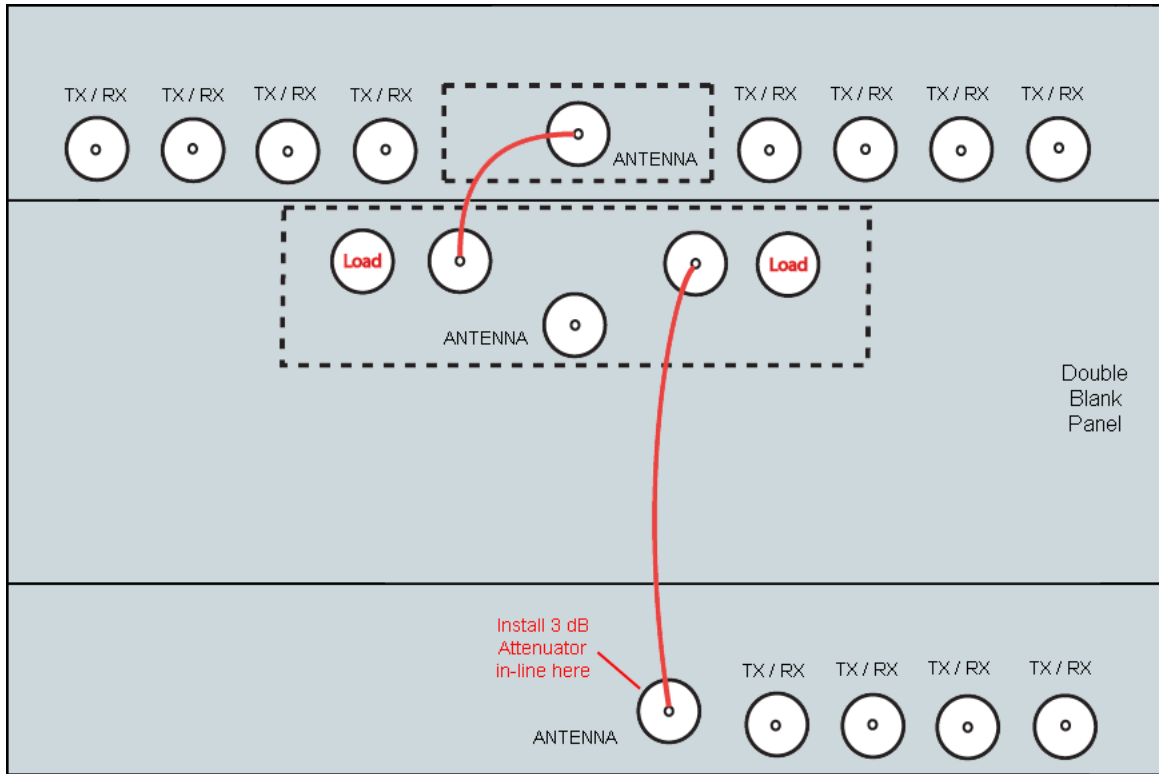 TX / RX TX / RX TX / RX TX / RX TX / RX TX / RX TX / RX TX / RX
ANTENNA
Load Load
ANTENNA
Double
Blank
Panel
Install 3 dB
Attenuator
in-line here
TX / RX TX / RX TX / RX TX / RX
ANTENNA